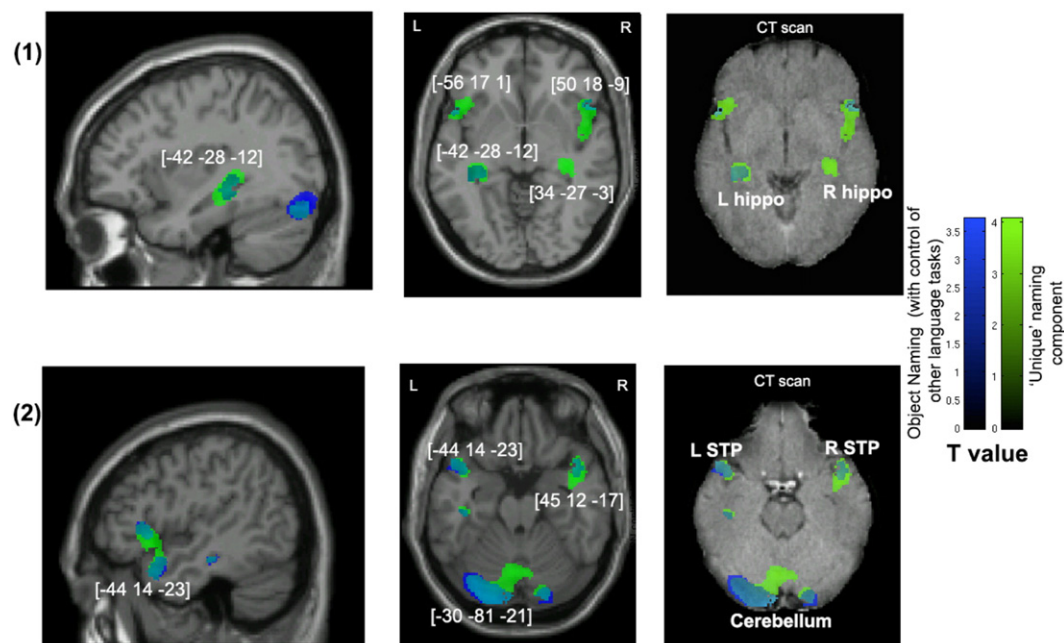 (1)
L
R
CT scan
[-56 17 1]
[50 18 -9]
[-42 -28 -12]
[-42 -28 -12]
[34 -27 -3]
L hippo
R hippo
(2)
L
R
CT scan
[-44 14 -23]
[45 12 -17]
L STP
R STP
[-44 14 -23]
[-30 -81 -21]
Cerebellum
Object Naming (with control of
other language tasks)
3.5
3
2.5
2
1.5
1
0.5
0
4
3
2
1
0
'Unique' naming
component
T value